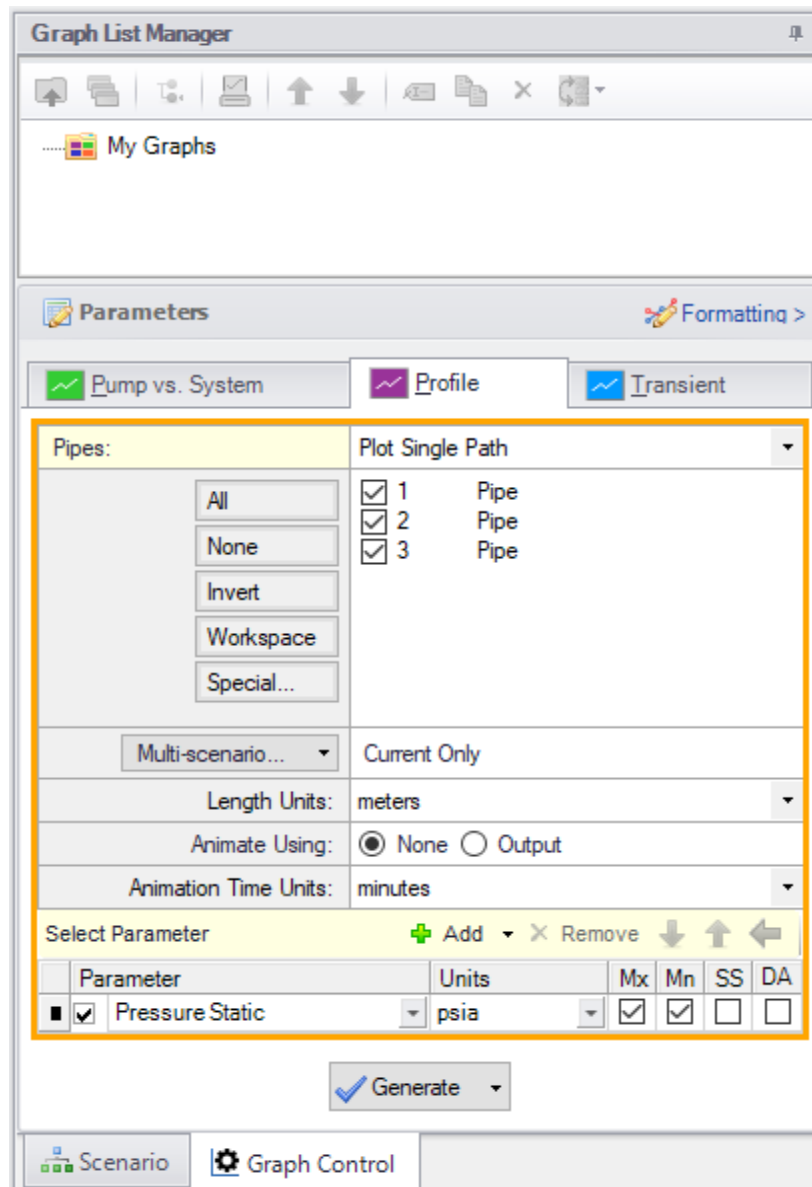 Graph List Manager
My Graphs
Parameters
Formatting >
Pump vs. System
Profile
Transient
Pipes:
Plot Single Path
All
None
Invert
Workspace
Special...
1 Pipe
2 Pipe
3 Pipe
Multi-scenario...
Current Only
Length Units:
meters
Animate Using:
None
Output
Animation Time Units:
minutes
Select Parameter
Add
Remove
Parameter Units Mx Mn SS DA
Pressure Static psia
Generate
Scenario
Graph Control